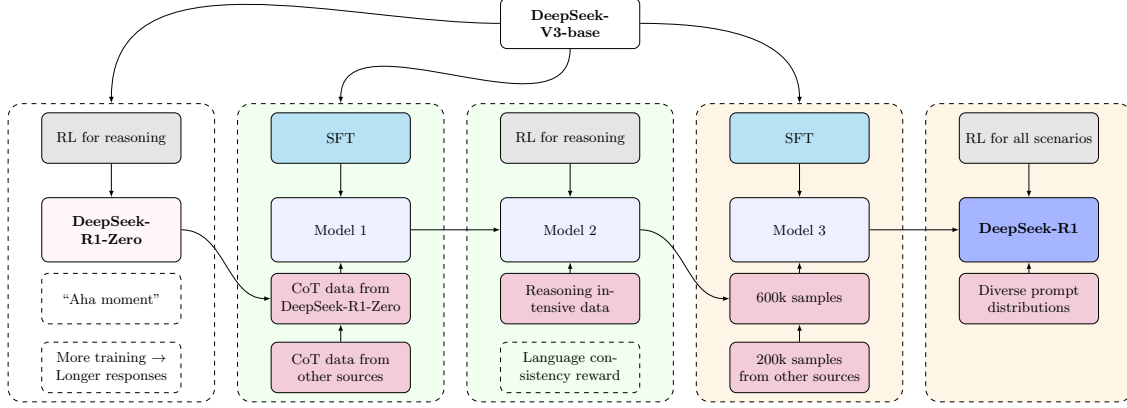 DeepSeek-
V3-base
RL for reasoning
DeepSeek-
R1-Zero
“Aha moment”
More training →
Longer responses
SFT
Model 1
CoT data from
DeepSeek-R1-Zero
CoT data from
other sources
RL for reasoning
Model 2
Reasoning in-
tensive data
Language con-
sistency reward
SFT
Model 3
600k samples
200k samples
from other sources
RL for all scenarios
DeepSeek-R1
Diverse prompt
distributions